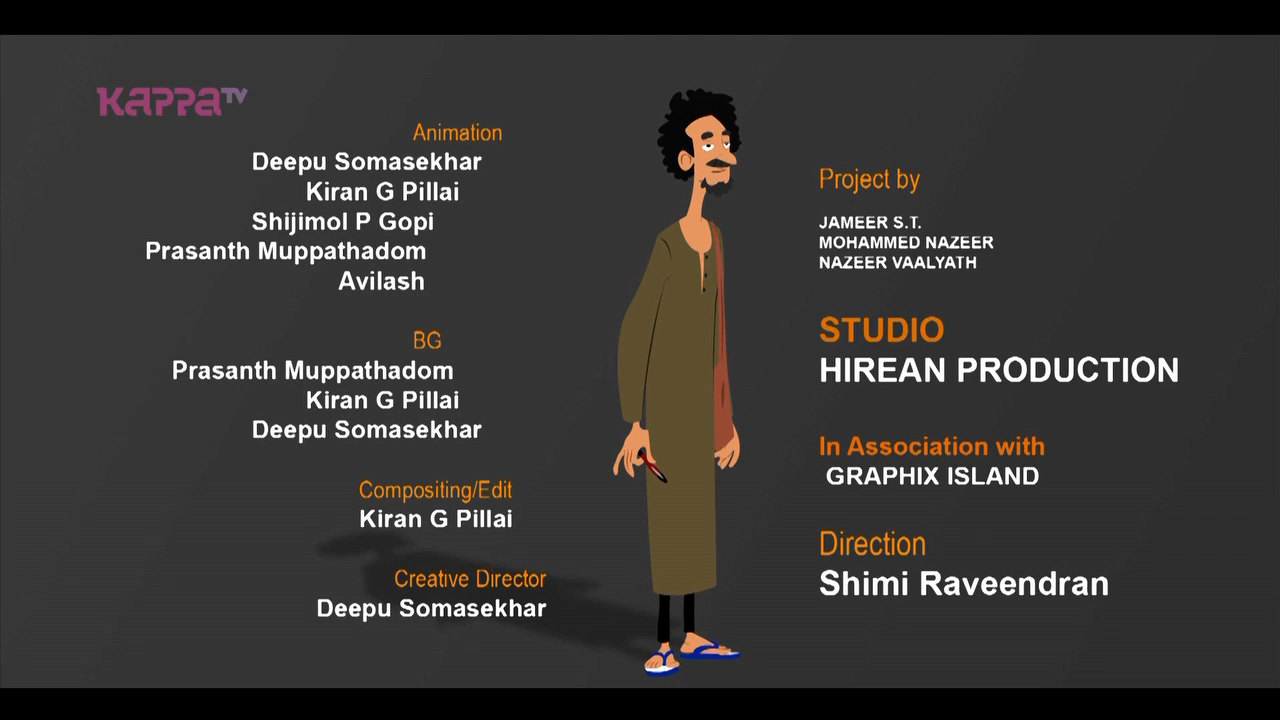 KAPPA TV
Animation
Deepu Somasekhar
Kiran G Pillai
Shijimol P Gopi
Prasanth Muppathadom
Avilash
BG
Prasanth Muppathadom
Kiran G Pillai
Deepu Somasekhar
Compositing/Edit
Kiran G Pillai
Creative Director
Deepu Somasekhar
Project by
JAMEER S.T.
MOHAMMED NAZEER
NAZEER VAALYATH
STUDIO
HIREAN PRODUCTION
In Association with
GRAPHIX ISLAND
Direction
Shimi Raveendran